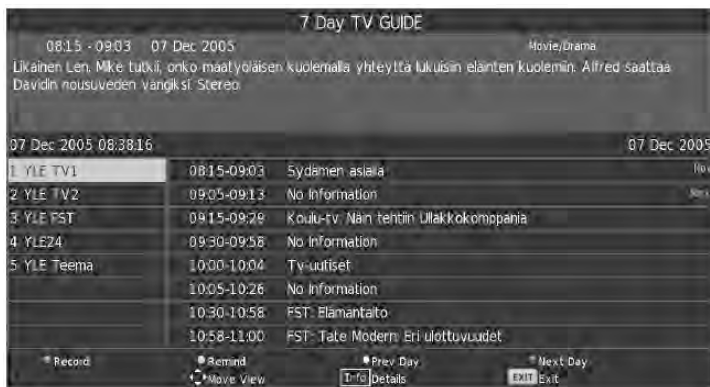 7 Day TV GUIDE
08:15 - 09:03 07 Dec 2005 Movie/Drama
Likainen Len. Mike tutkii, onko maatyöläisen kuolemalla yhteyttä lukuisiin eläinten kuolemiin. Alfred saattaa
Davidin nousuveden vangiksi. Stereo.
07 Dec 2005 08:38:16 07 Dec 2005
1 YLE TV1 08:15-09:03 Sydämen asialla
2 YLE TV2 09:05-09:13 No Information
3 YLE FST 09:15-09:29 Koulu-tv: Näin tehtiin Ullakkokomopania
4 YLE24 09:30-09:58 No Information
5 YLE Teema 10:00-10:04 Tv-uutiset
10:05-10:26 No Information
10:30-10:58 FST: Elämäntaito
10:58-11:00 FST: Tate Modern: Eri ulottuvuudet
Record Remind Prev Day Next Day
Move View Info Details EXIT Exit